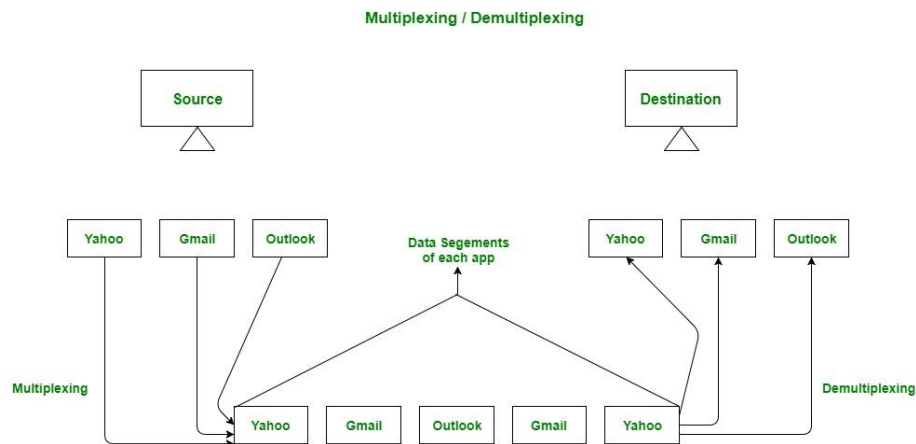 Multiplexing / Demultiplexing
Source
Destination
Yahoo
Gmail
Outlook
Data Segements
of each app
Yahoo
Gmail
Outlook
Multiplexing
Demultiplexing
Yahoo
Gmail
Outlook
Gmail
Yahoo